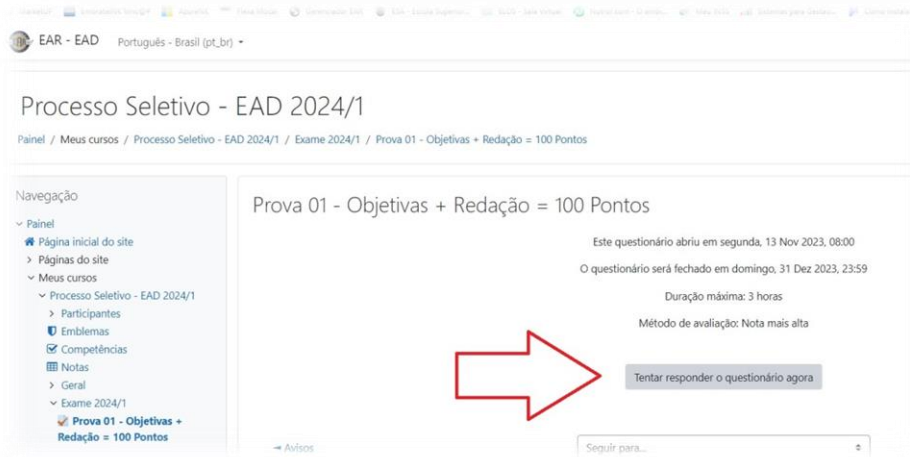 EAR - EAD Português - Brasil (pt_br)
Processo Seletivo - EAD 2024/1
Painel / Meus cursos / Processo Seletivo - EAD 2024/1 / Exame 2024/1 / Prova 01 - Objetivas + Redação = 100 Pontos
Navegação
Painel
Página inicial do site
Páginas do site
Meus cursos
Processo Seletivo - EAD 2024/1
Participantes
Emblemas
Competências
Notas
Geral
Exame 2024/1
Prova 01 - Objetivas +
Redação = 100 Pontos
Prova 01 - Objetivas + Redação = 100 Pontos
Este questionário abriu em segunda, 13 Nov 2023, 08:00
O questionário será fechado em domingo, 31 Dez 2023, 23:59
Duração máxima: 3 horas
Método de avaliação: Nota mais alta
Tentar responder o questionário agora
Avisos
Seguir para...